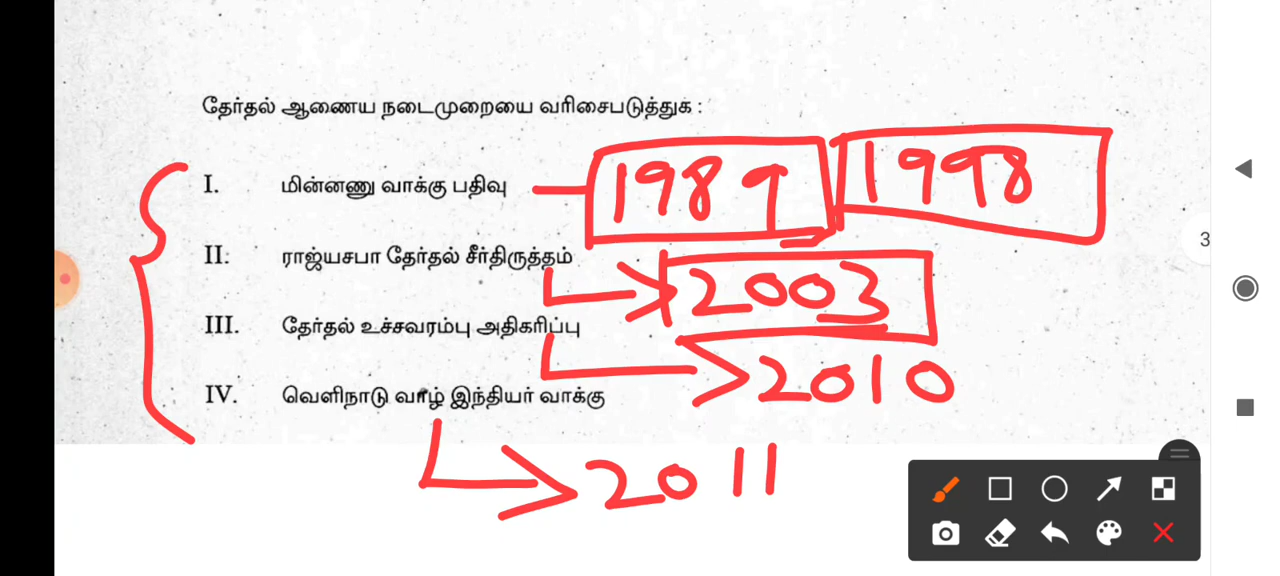 தேர்தல் ஆணைய நடைமுறையை வரிசைபடுத்துக :
I. மின்னணு வாக்கு பதிவு 1989 1998
II. ராஜ்யசபா தேர்தல் சீர்திருத்தம்
2003
3
III. தேர்தல் உச்சவரம்பு அதிகரிப்பு
2010
IV. வெளிநாடு வாழ் இந்தியர் வாக்கு
2011